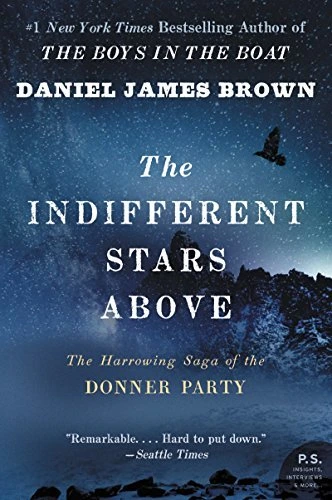 #1 New York Times Bestselling Author of
THE BOYS IN THE BOAT
DANIEL JAMES BROWN
The
INDIFFERENT
STARS
ABOVE
The Harrowing Saga of the
DONNER PARTY
"Remarkable. . . . Hard to put down."
—Seattle Times
P.S.
INSIGHTS,
INTERVIEWS
& MORE...